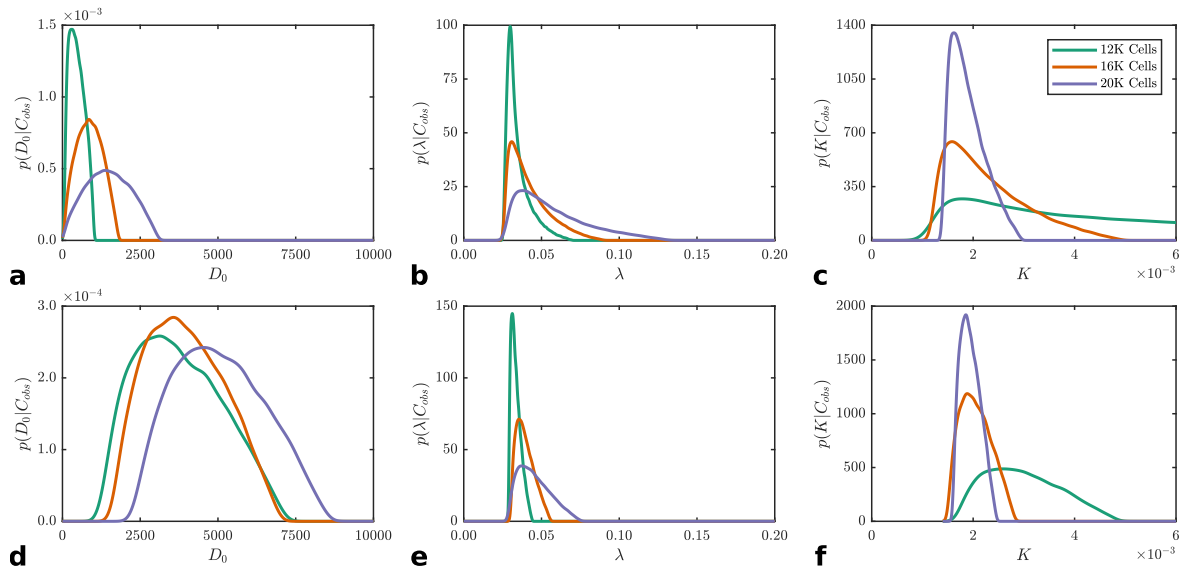 ×10⁻³
1.5
1.0
0.5
0.0
p(D₀|C_obs)
0 2500 5000 7500 10000
D₀
a
100
75
50
25
0
p(λ|C_obs)
0.00 0.05 0.10 0.15 0.20
λ
b
1400
1050
700
350
0
p(K|C_obs)
12K Cells
16K Cells
20K Cells
0 2 4 6
×10⁻³
K
c
×10⁻⁴
3.0
2.0
1.0
0.0
p(D₀|C_obs)
0 2500 5000 7500 10000
D₀
d
150
100
50
0
p(λ|C_obs)
0.00 0.05 0.10 0.15 0.20
λ
e
2000
1500
1000
500
0
p(K|C_obs)
0 2 4 6
×10⁻³
K
f